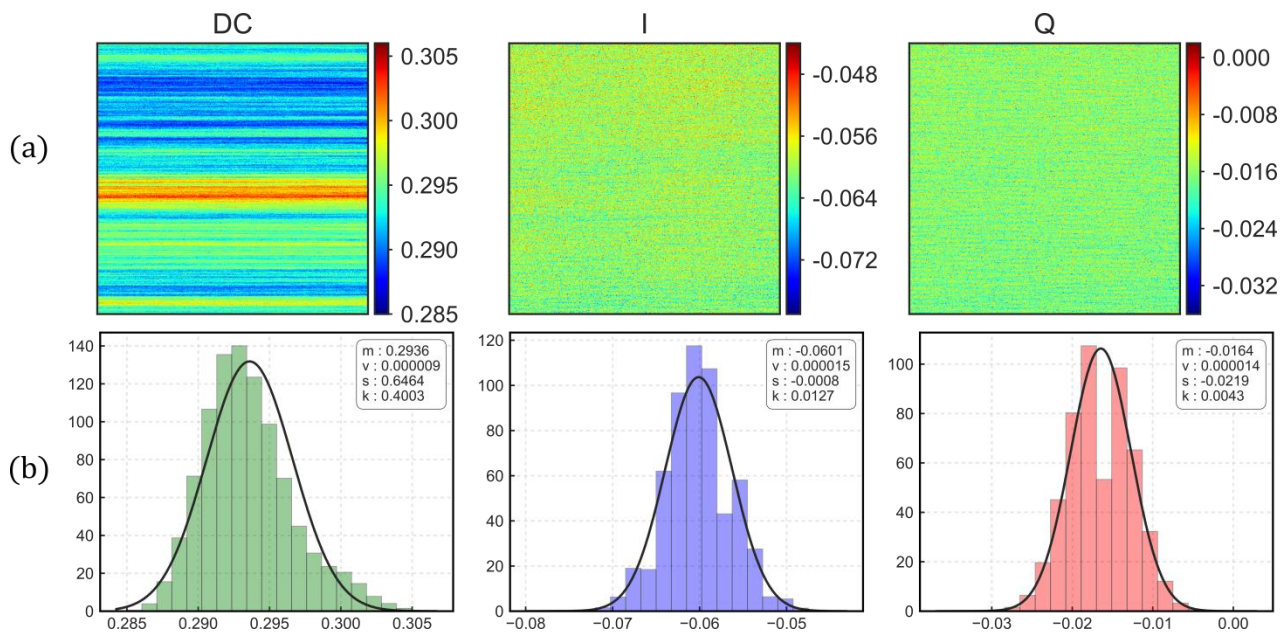 DC I Q
(a)
0.305
0.300
0.295
0.290
0.285
-0.048
-0.056
-0.064
-0.072
0.000
-0.008
-0.016
-0.024
-0.032
(b)
140
120
100
80
60
40
20
0
m : 0.2936
v : 0.000009
s : 0.6464
k : 0.4003
0.285 0.290 0.295 0.300 0.305
120
100
80
60
40
20
0
m : -0.0601
v : 0.000015
s : -0.0008
k : 0.0127
−0.08 −0.07 −0.06 −0.05
100
80
60
40
20
0
m : -0.0164
v : 0.000014
s : -0.0219
k : 0.0043
−0.03 −0.02 −0.01 0.00